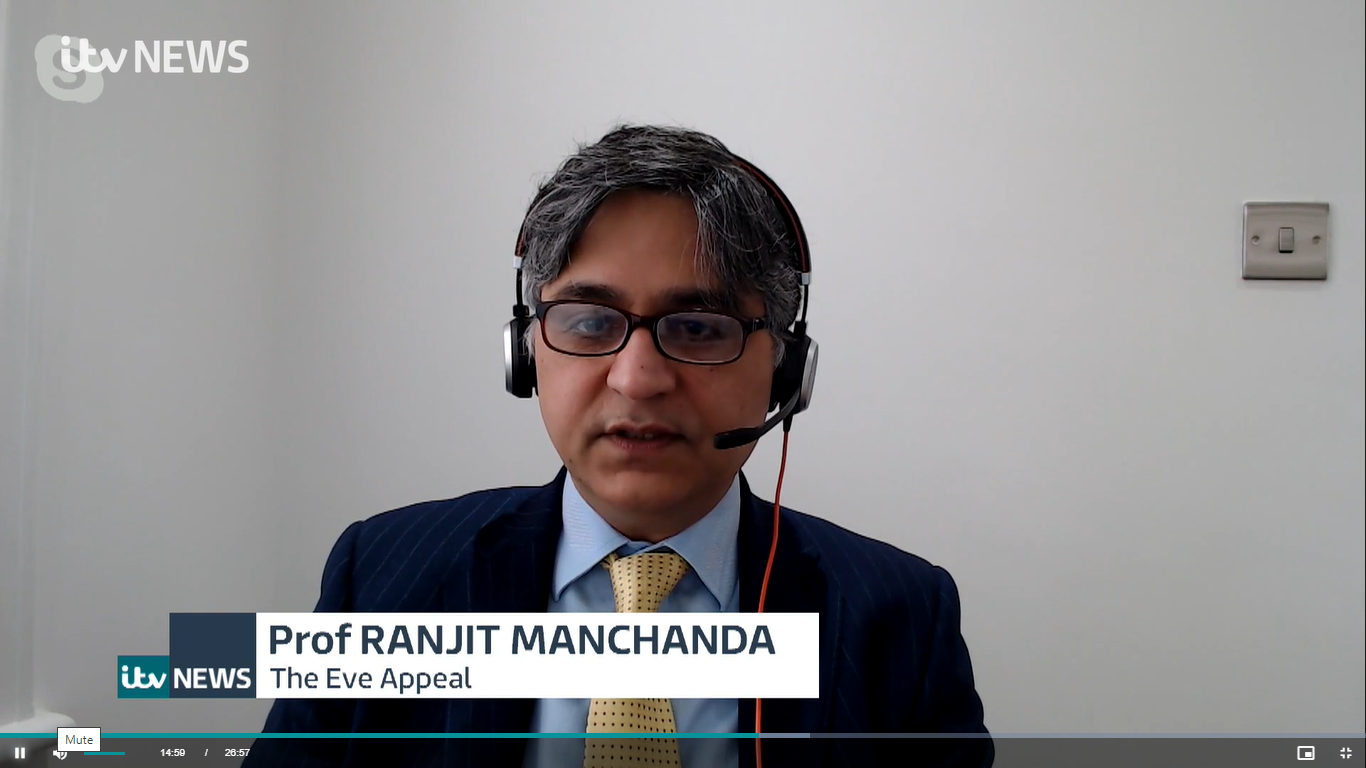 itv NEWS
Prof RANJIT MANCHANDA
The Eve Appeal
itv NEWS
Mute
14:59 / 26:57